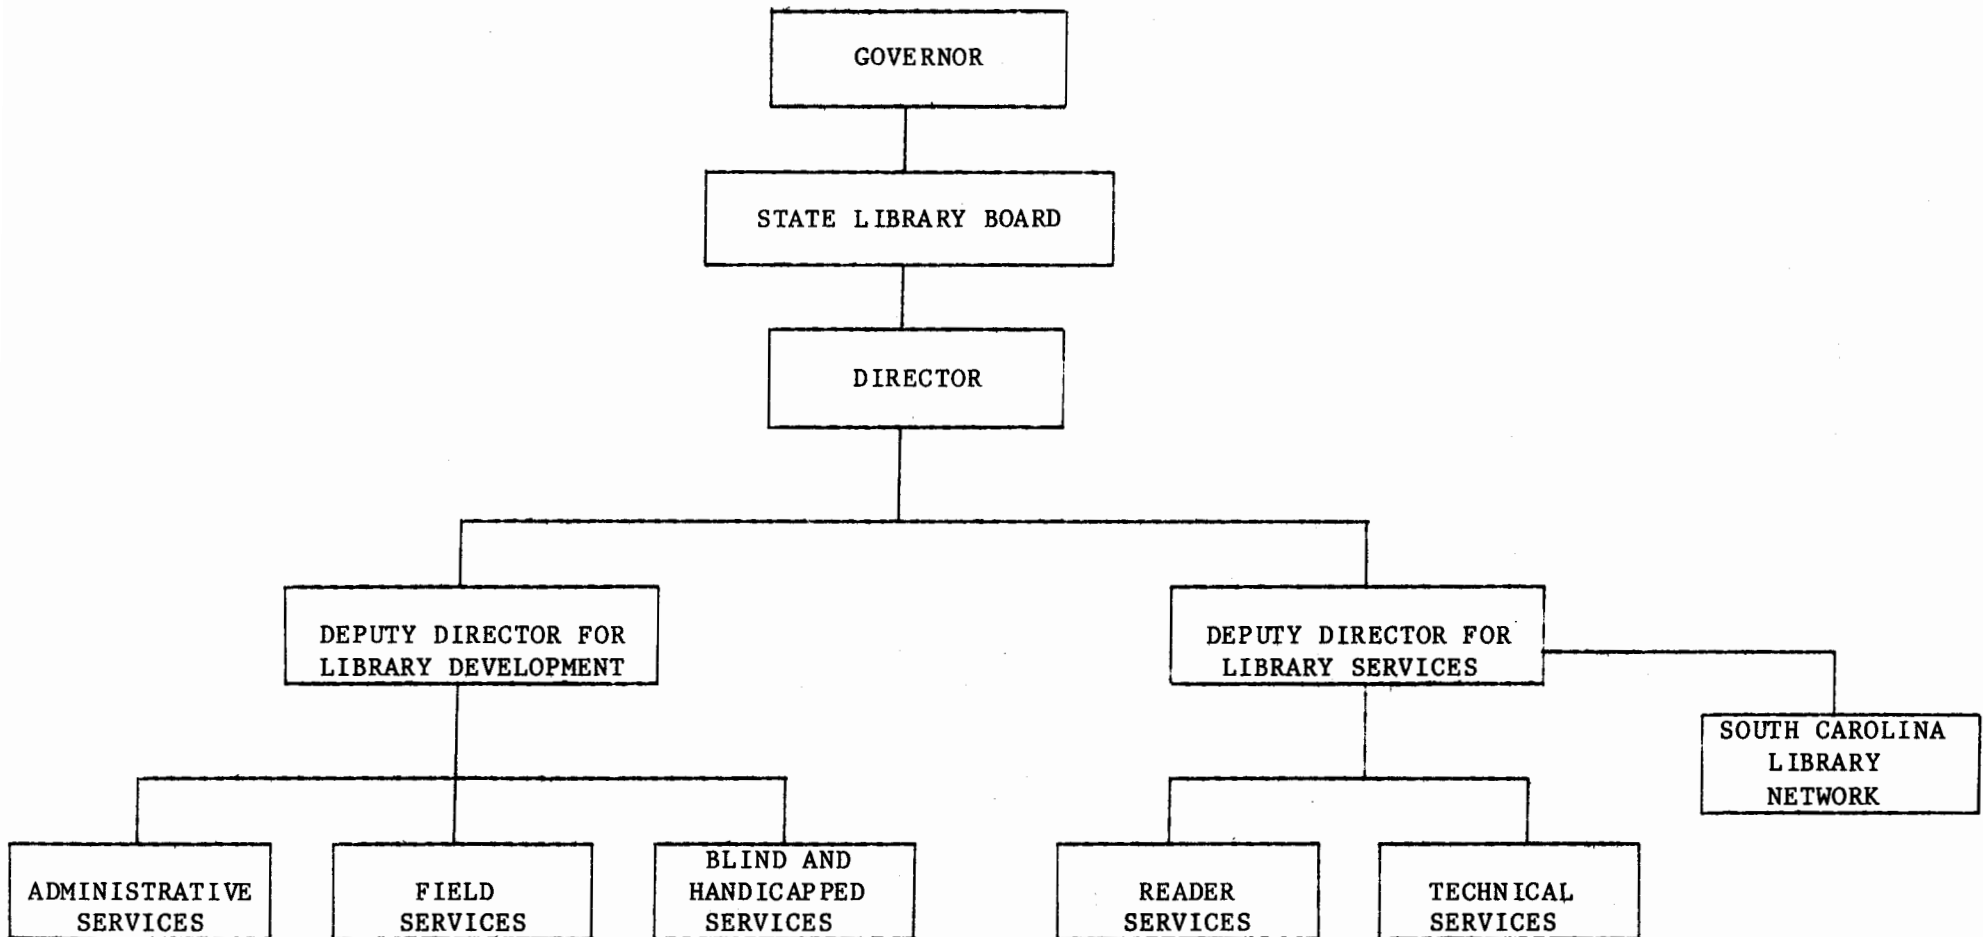 GOVERNOR
STATE LIBRARY BOARD
DIRECTOR
DEPUTY DIRECTOR FOR
LIBRARY DEVELOPMENT
DEPUTY DIRECTOR FOR
LIBRARY SERVICES
SOUTH CAROLINA
LIBRARY
NETWORK
ADMINISTRATIVE
SERVICES
FIELD
SERVICES
BLIND AND
HANDICAPPED
SERVICES
READER
SERVICES
TECHNICAL
SERVICES